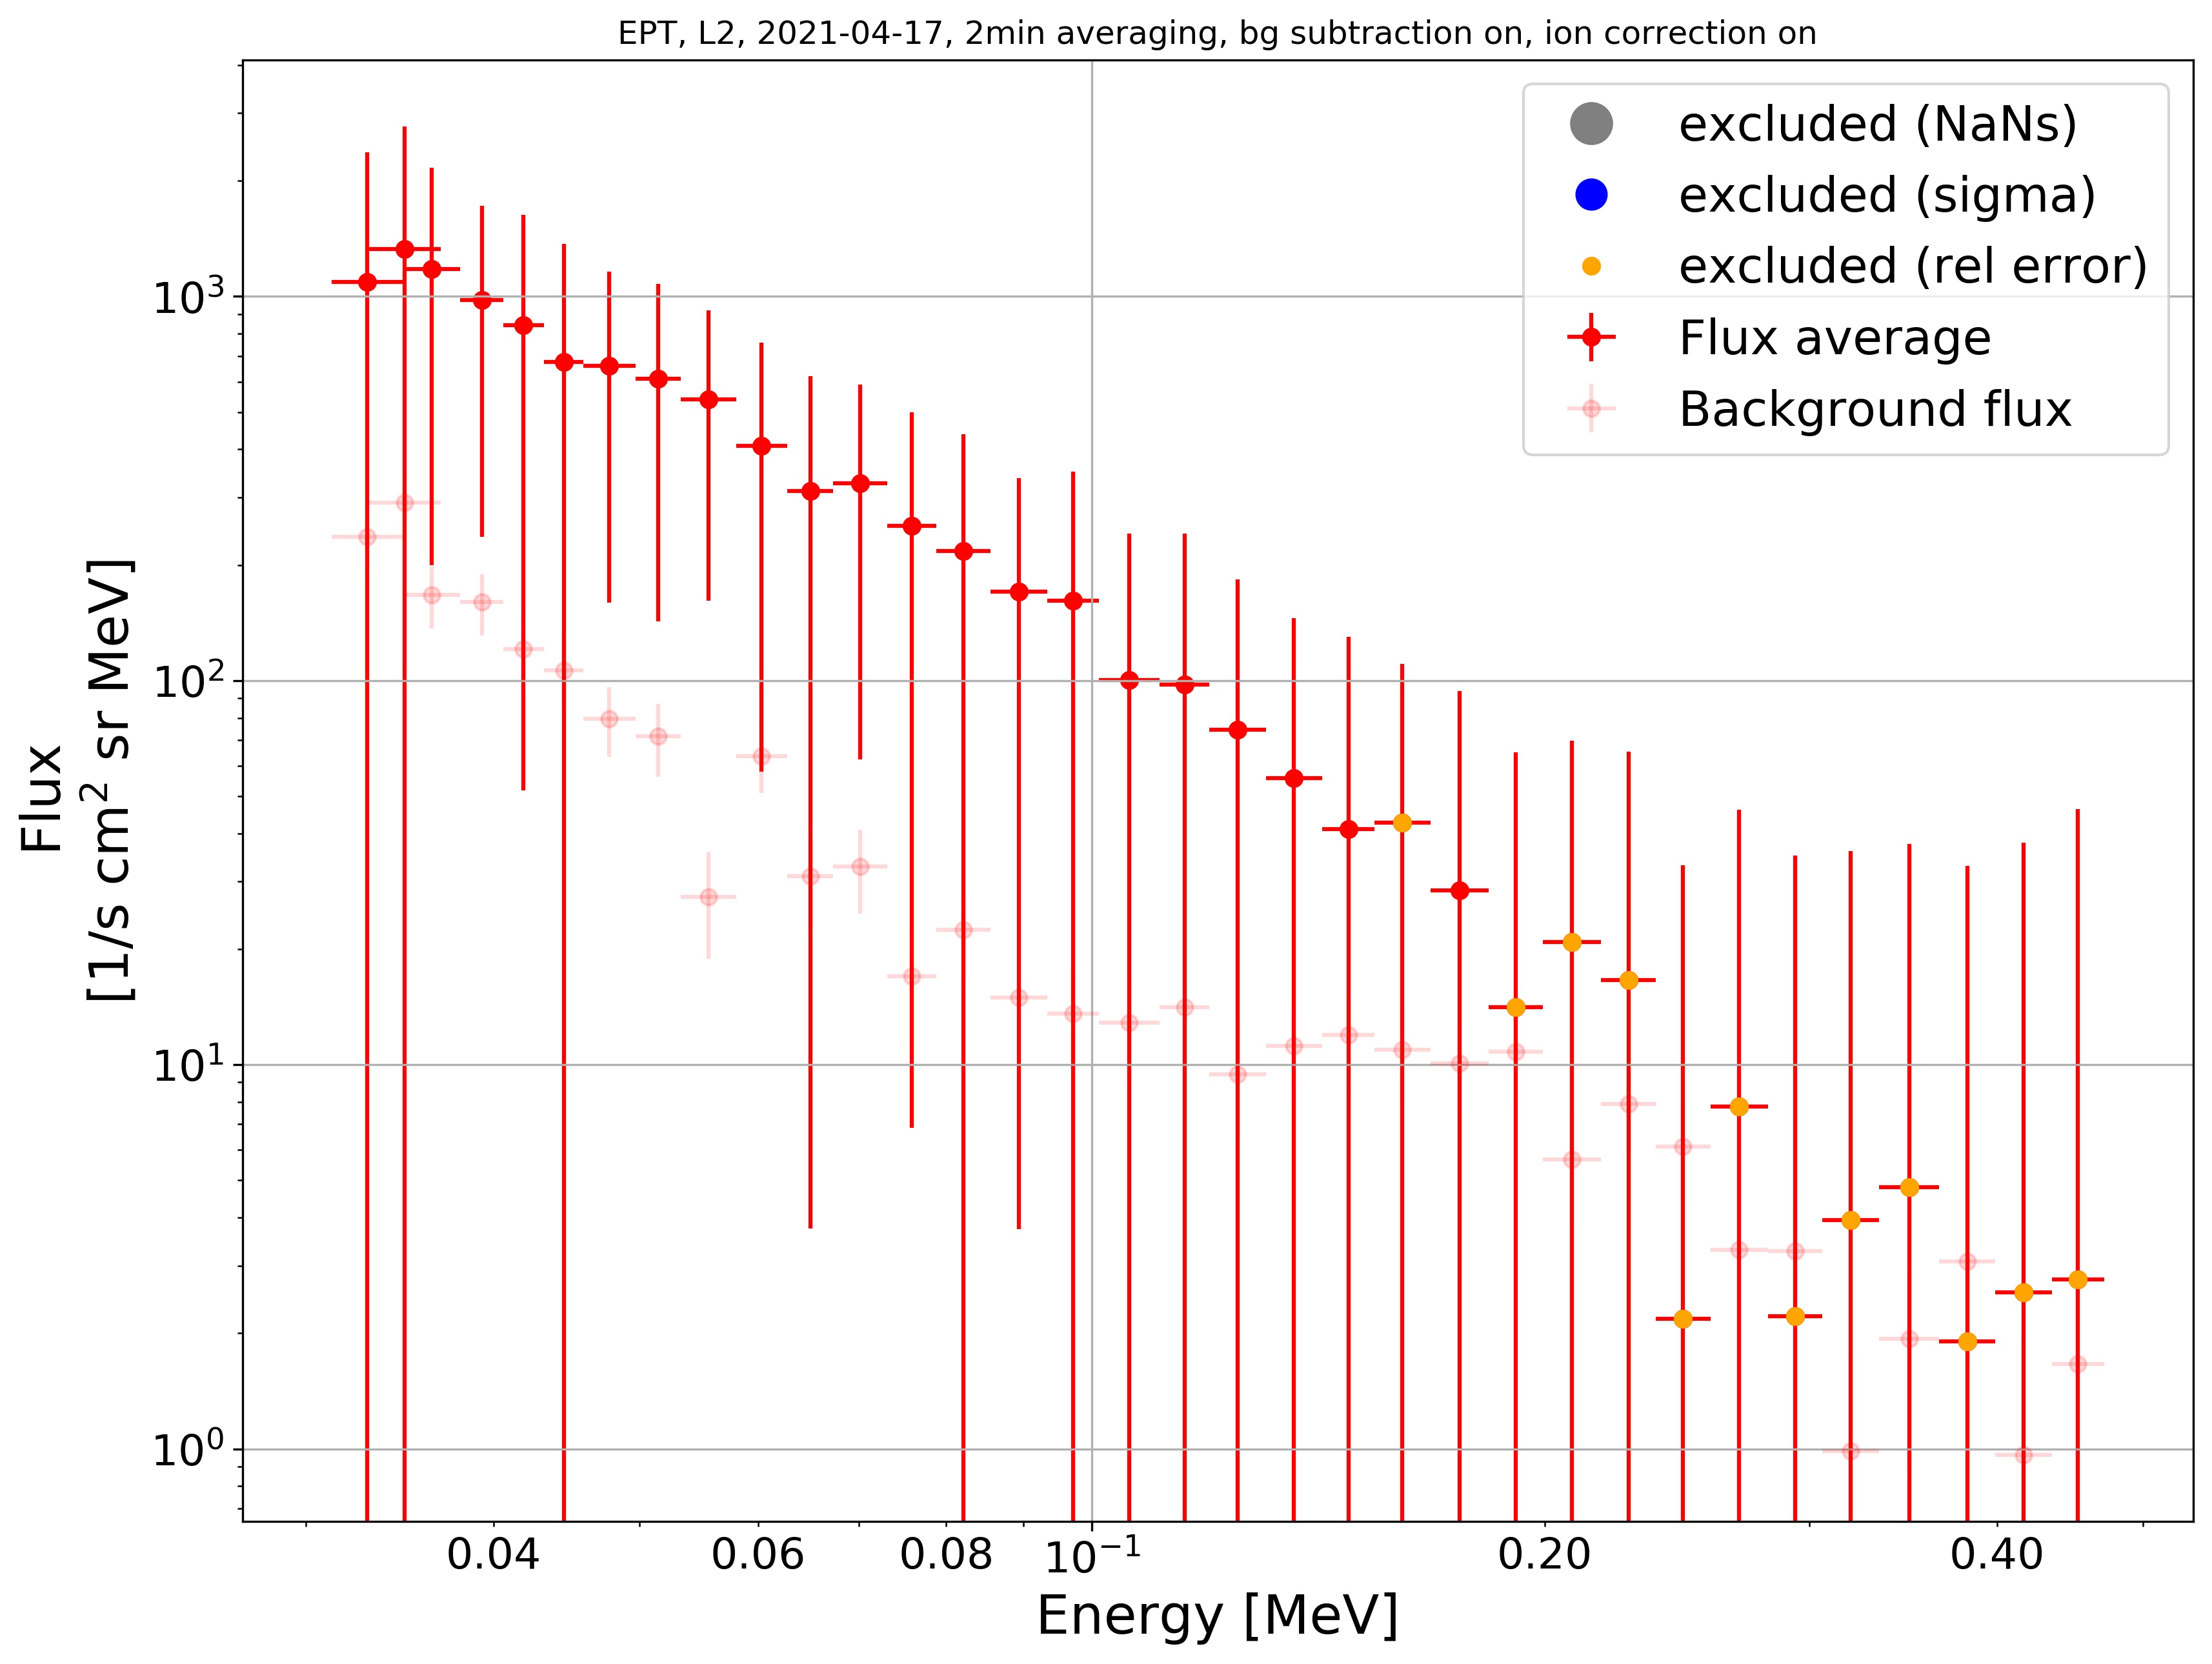 EPT, L2, 2021-04-17, 2min averaging, bg subtraction on, ion correction on
excluded (NaNs)
excluded (sigma)
excluded (rel error)
Flux average
Background flux
Flux
[1/s cm² sr MeV]
10³
10²
10¹
10⁰
0.04
0.06
0.08
10⁻¹
0.20
0.40
Energy [MeV]